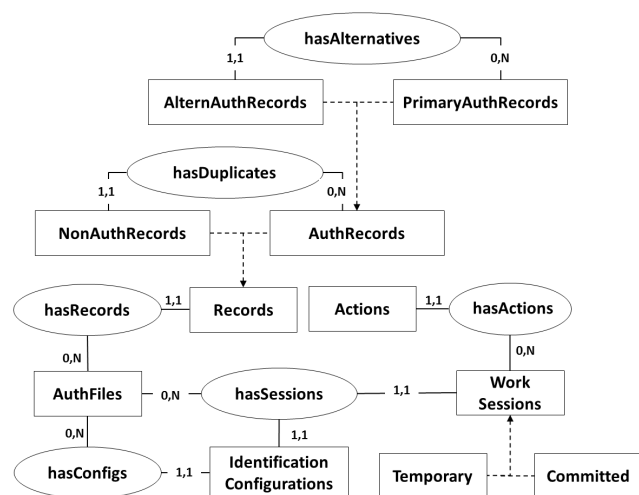 hasAlternatives
1,1
0,N
AlternAuthRecords
PrimaryAuthRecords
hasDuplicates
1,1
0,N
NonAuthRecords
AuthRecords
hasRecords
1,1
Records
Actions
1,1
hasActions
0,N
0,N
AuthFiles
0,N
hasSessions
1,1
Work
Sessions
0,N
1,1
hasConfigs
1,1
Identification
Configurations
Temporary
Committed